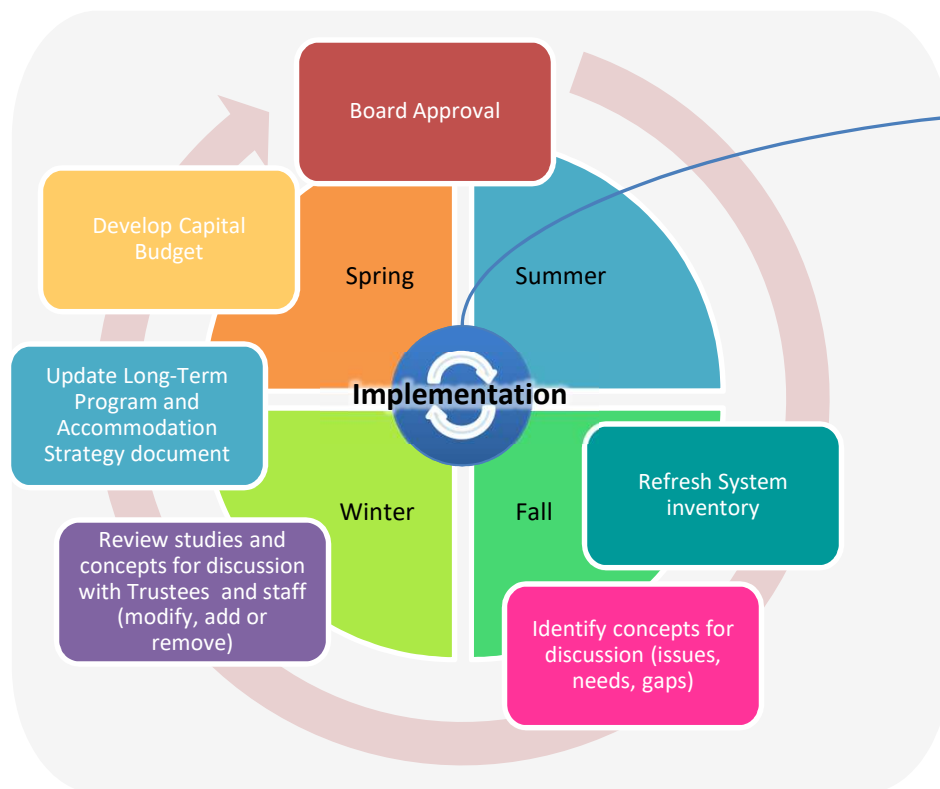 Board Approval
Develop Capital
Budget
Spring
Summer
Update Long-Term
Program and
Accommodation
Strategy document
Implementation
Refresh System
inventory
Winter
Fall
Review studies and
concepts for discussion
with Trustees and staff
(modify, add or
remove)
Identify concepts for
discussion (issues,
needs, gaps)